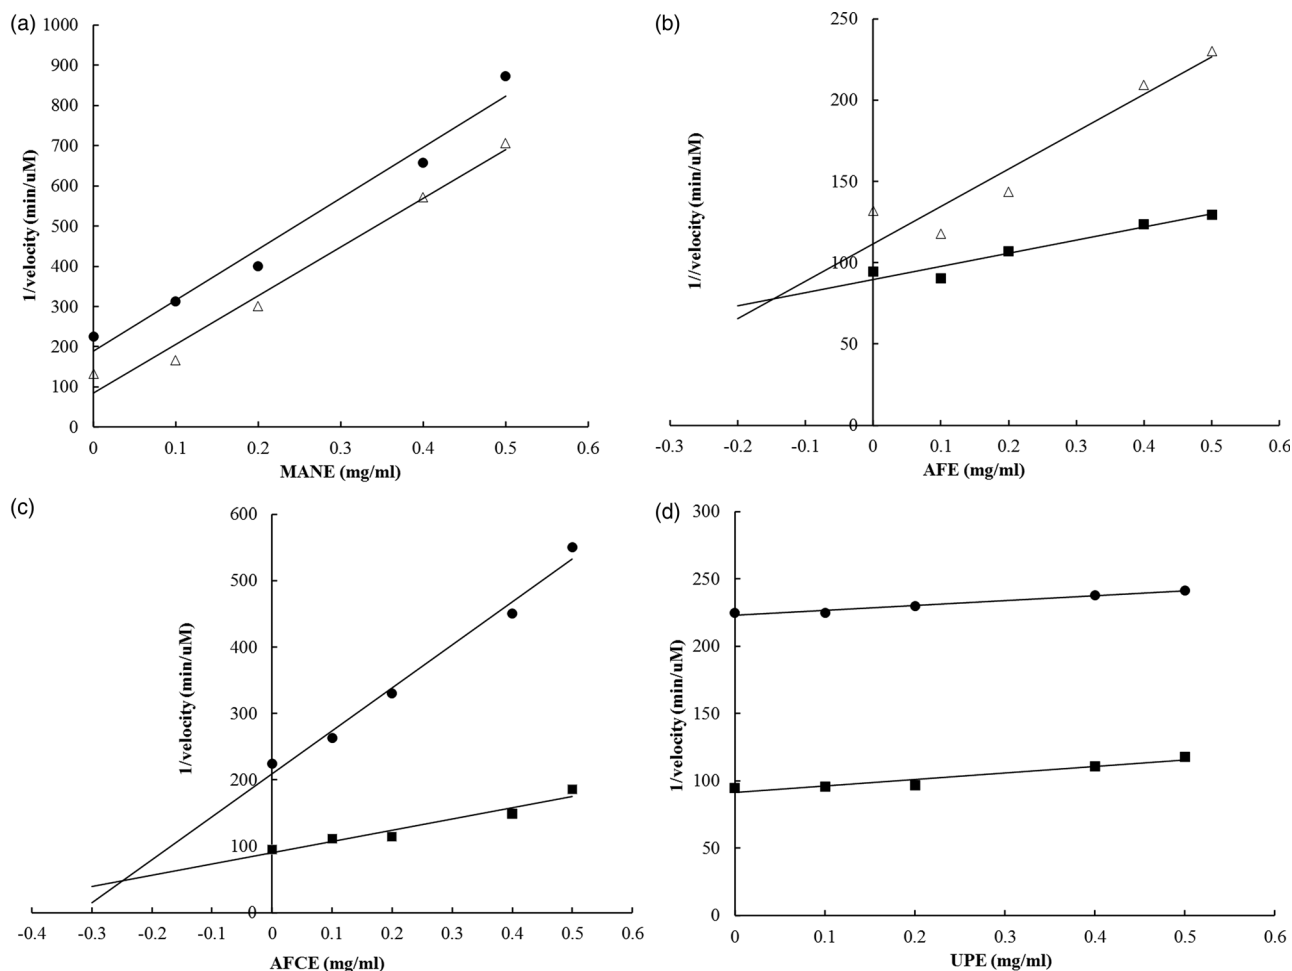 (a)
1000
900
800
700
600
500
400
300
200
100
0
1/velocity (min/uM)
0 0.1 0.2 0.3 0.4 0.5 0.6
MANE (mg/ml)
(b)
250
200
150
100
50
0
1//velocity (min/uM)
-0.3 -0.2 -0.1 0 0.1 0.2 0.3 0.4 0.5 0.6
AFE (mg/ml)
(c)
600
500
400
300
200
100
0
1/velocity (min/uM)
-0.4 -0.3 -0.2 -0.1 0 0.1 0.2 0.3 0.4 0.5 0.6
AFCE (mg/ml)
(d)
300
250
200
150
100
50
0
1/velocity (min/uM)
0 0.1 0.2 0.3 0.4 0.5 0.6
UPE (mg/ml)